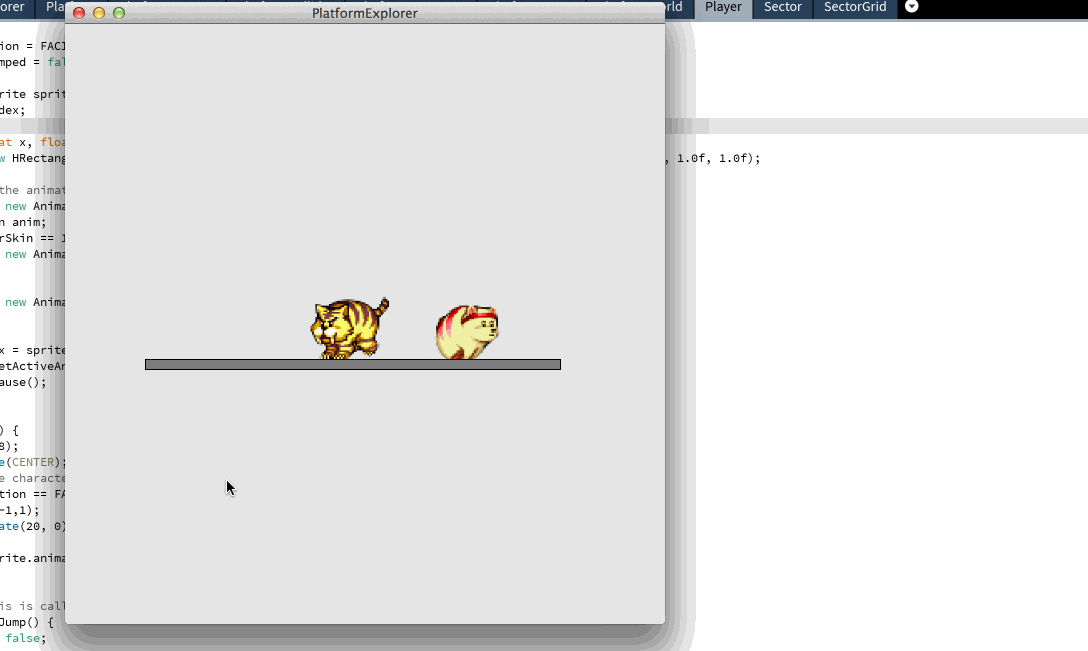 orer Pla rld Player Sector SectorGrid
PlatformExplorer
ion = FACI
mped = fal
rite sprit
dex;
at x, floa
w HRectang , 1.0f, 1.0f);
the animat
new Anima
n anim;
rSkin == 1
new Anima
new Anima
x = sprite
etActiveAn
ause();
) {
8);
e(CENTER);
e characte
tion == FA
-1,1);
ate(20, 0)
rite.anima
is is call
Jump() {
false;